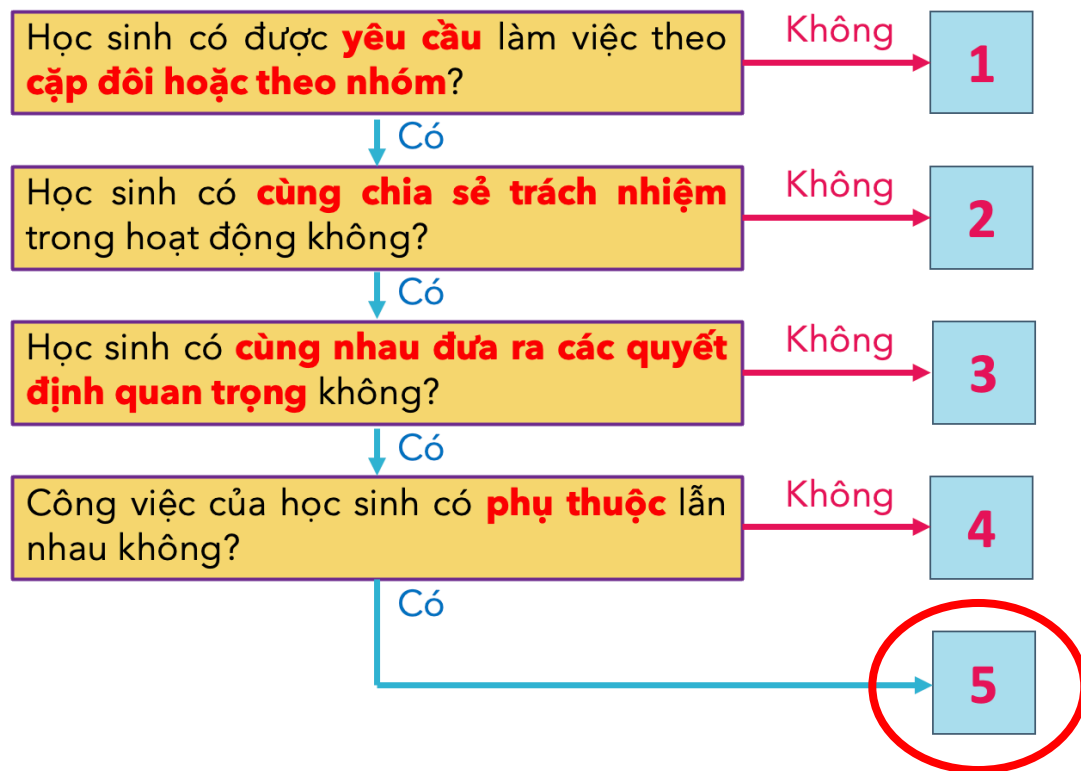 Học sinh có được yêu cầu làm việc theo
cặp đôi hoặc theo nhóm?
Không
1
Có
Học sinh có cùng chia sẻ trách nhiệm
trong hoạt động không?
Không
2
Có
Học sinh có cùng nhau đưa ra các quyết
định quan trọng không?
Không
3
Có
Công việc của học sinh có phụ thuộc lẫn
nhau không?
Không
4
Có
5